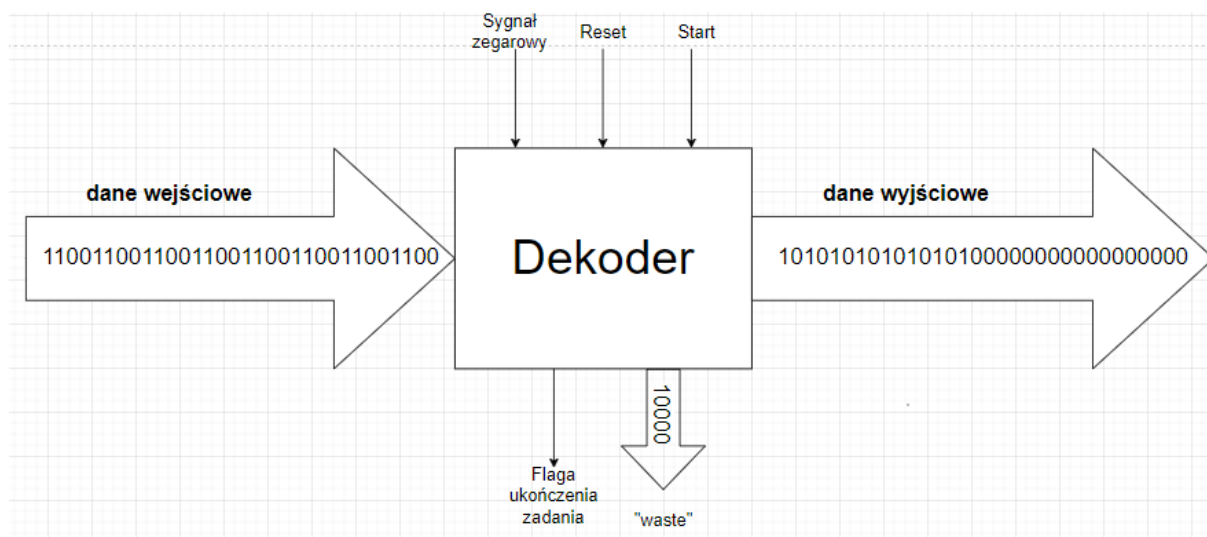 Sygnał
zegarowy
Reset
Start
dane wejściowe
dane wyjściowe
11001100110011001100110011001100
Dekoder
10101010101010100000000000000000
10000
Flaga
ukończenia
zadania
"waste"